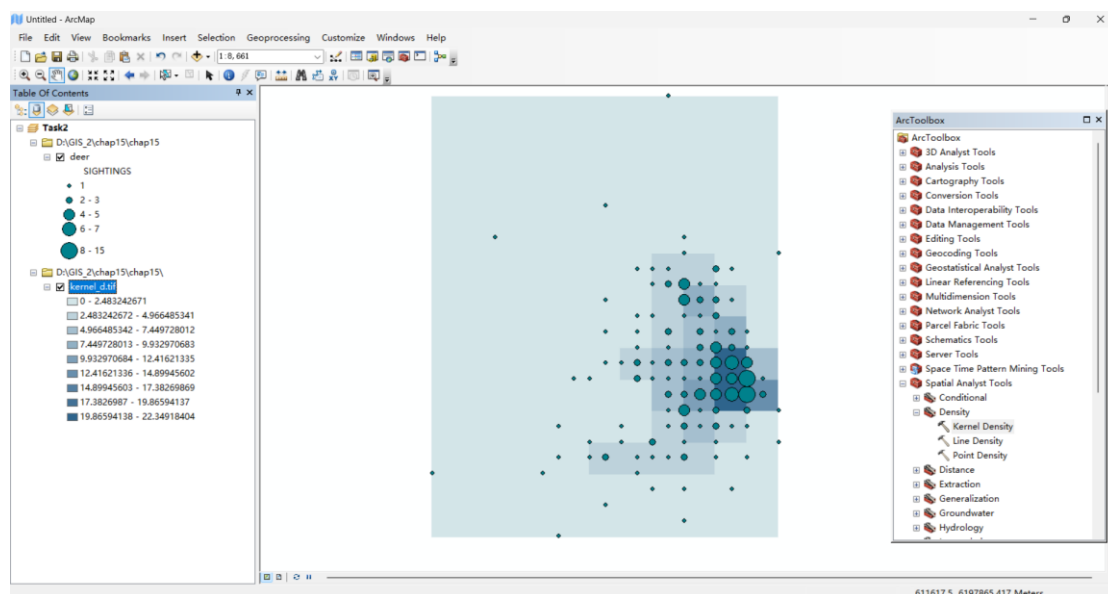 Untitled - ArcMap
File Edit View Bookmarks Insert Selection Geoprocessing Customize Windows Help
1:8,661
Table Of Contents
Task2
D:\GIS_2\chap15\chap15
deer
SIGHTINGS
1
2 - 3
4 - 5
6 - 7
8 - 15
D:\GIS_2\chap15\chap15\
kernel_d.tif
0 - 2.483242671
2.483242672 - 4.966485341
4.966485342 - 7.449728012
7.449728013 - 9.932970683
9.932970684 - 12.41621335
12.41621336 - 14.89945602
14.89945603 - 17.38269869
17.3826987 - 19.86594137
19.86594138 - 22.34918404
ArcToolbox
ArcToolbox
3D Analyst Tools
Analysis Tools
Cartography Tools
Conversion Tools
Data Interoperability Tools
Data Management Tools
Editing Tools
Geocoding Tools
Geostatistical Analyst Tools
Linear Referencing Tools
Multidimension Tools
Network Analyst Tools
Parcel Fabric Tools
Schematics Tools
Server Tools
Space Time Pattern Mining Tools
Spatial Analyst Tools
Conditional
Density
Kernel Density
Line Density
Point Density
Distance
Extraction
Generalization
Groundwater
Hydrology
611617.5 6197865.417 Meters